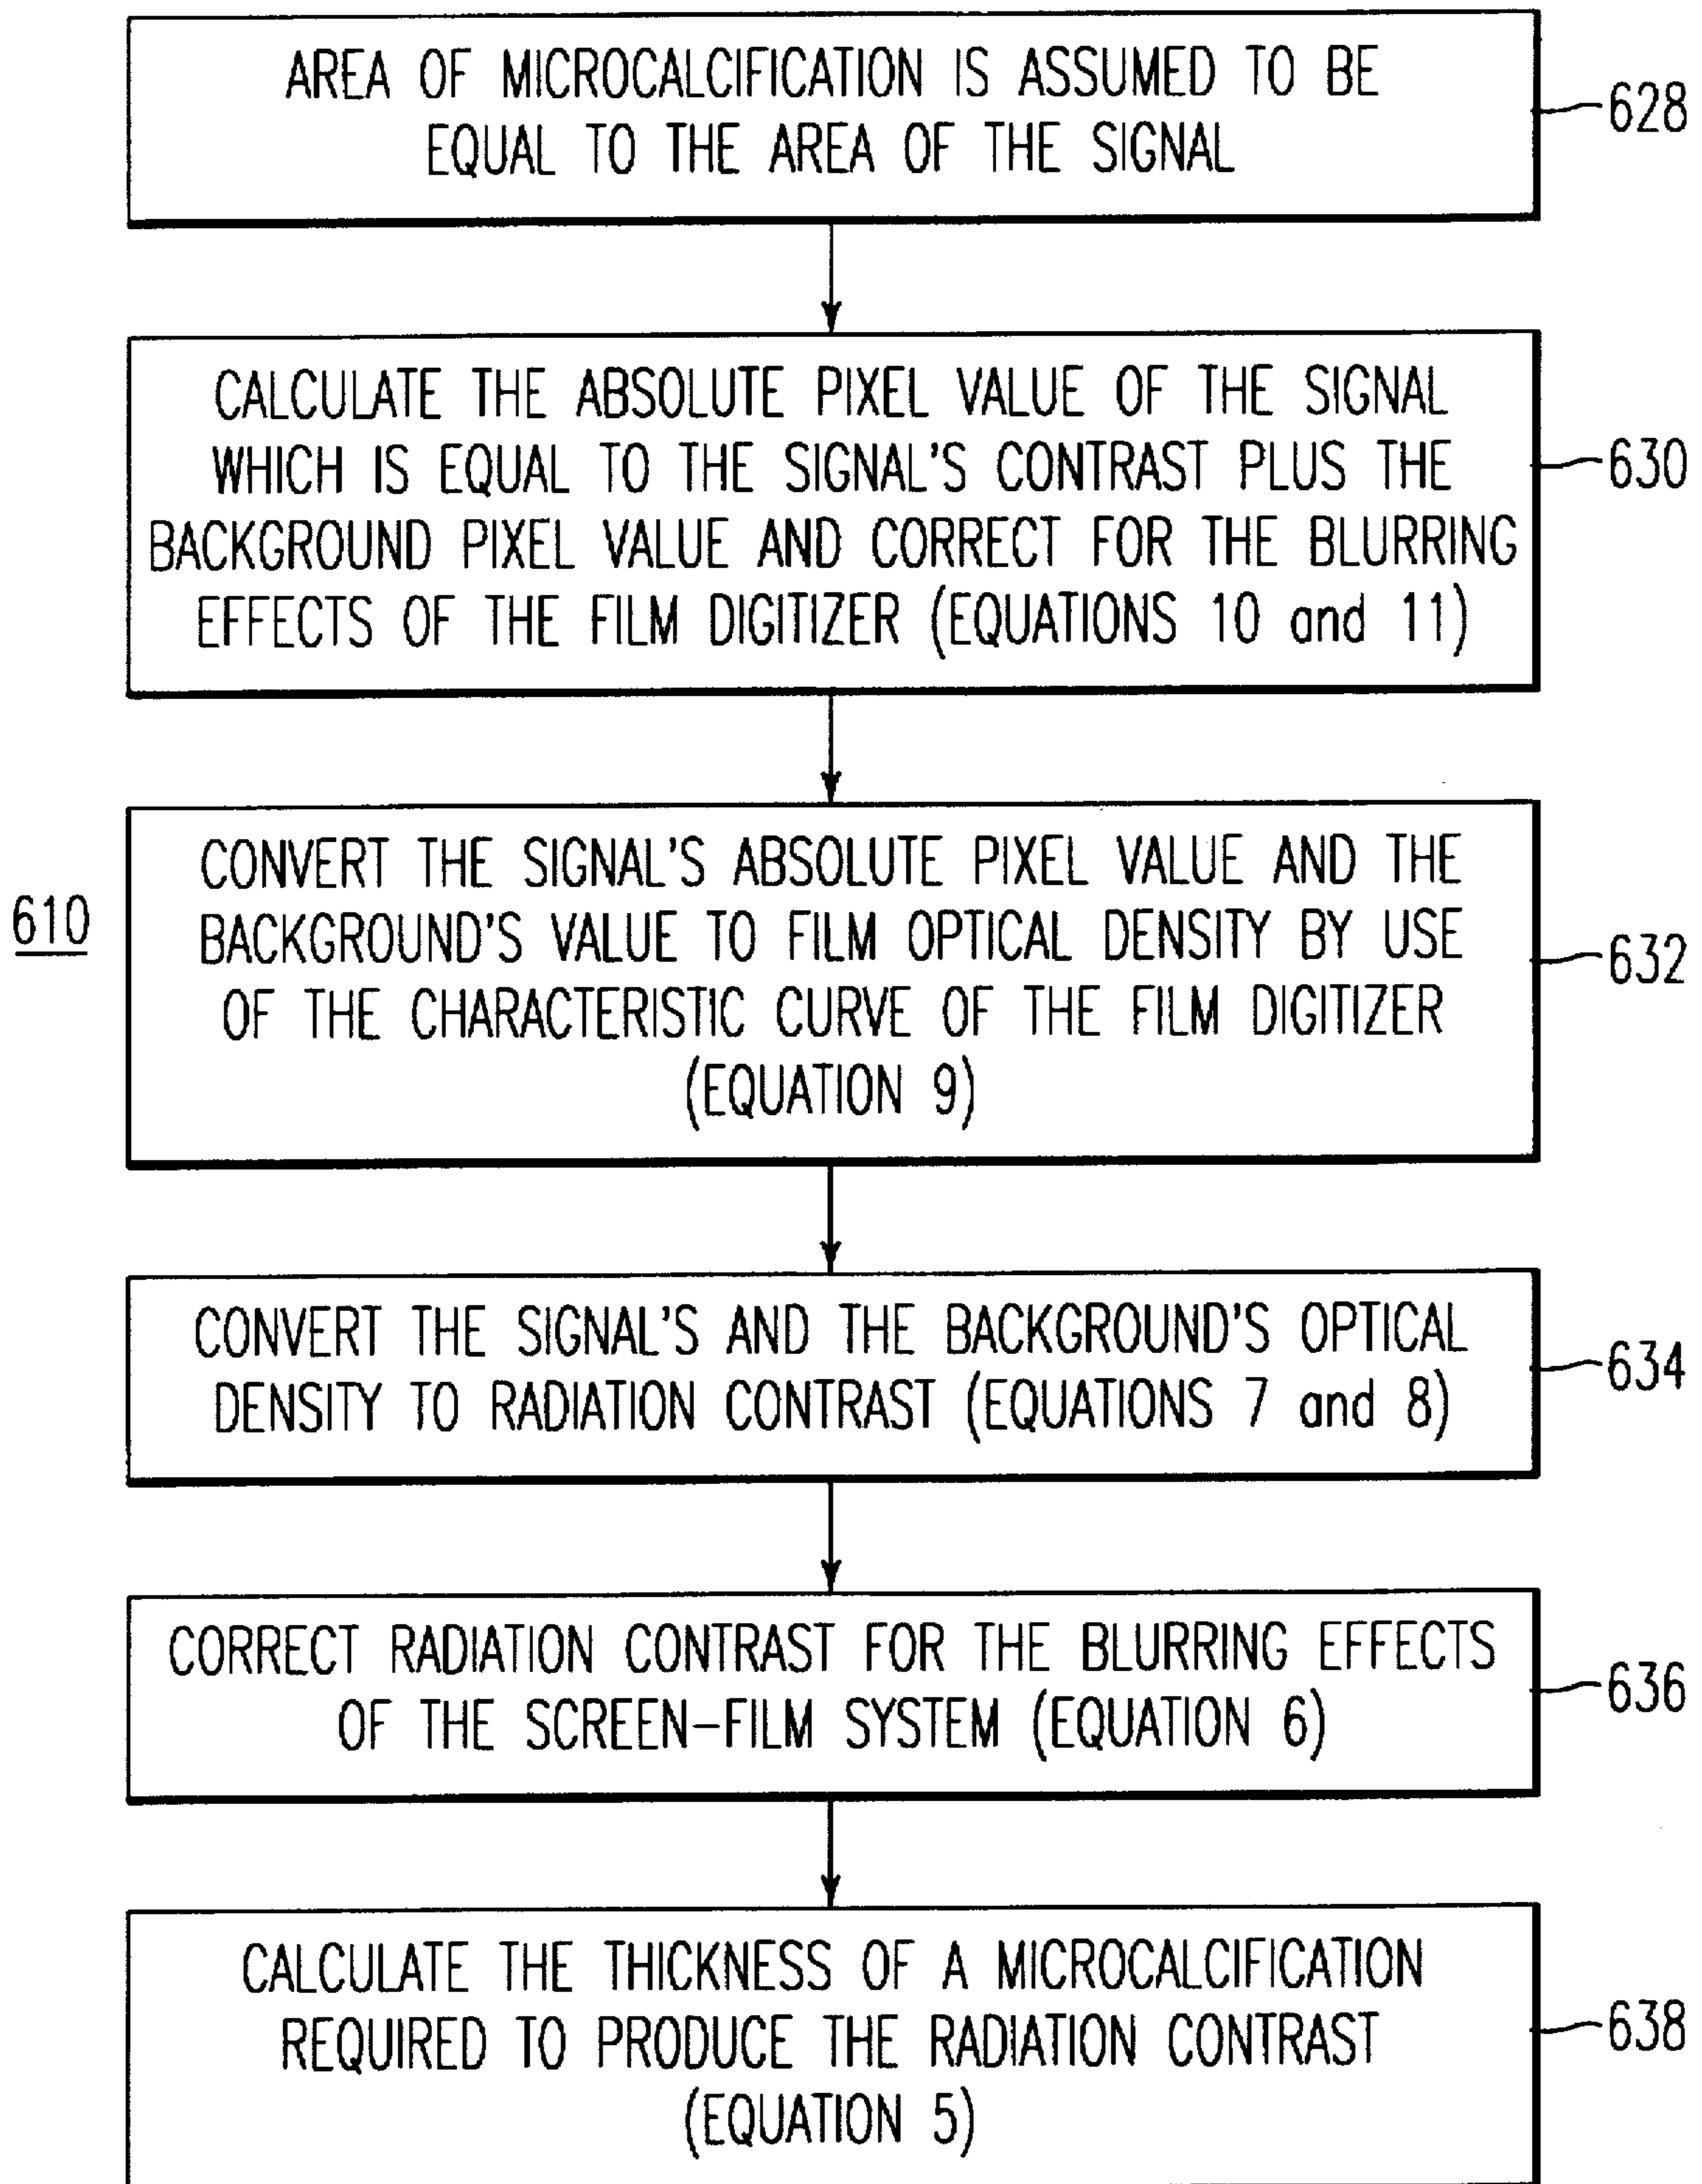 AREA OF MICROCALCIFICATION IS ASSUMED TO BE
EQUAL TO THE AREA OF THE SIGNAL
628
CALCULATE THE ABSOLUTE PIXEL VALUE OF THE SIGNAL
WHICH IS EQUAL TO THE SIGNAL'S CONTRAST PLUS THE
BACKGROUND PIXEL VALUE AND CORRECT FOR THE BLURRING
EFFECTS OF THE FILM DIGITIZER (EQUATIONS 10 and 11)
630
610
CONVERT THE SIGNAL'S ABSOLUTE PIXEL VALUE AND THE
BACKGROUND'S VALUE TO FILM OPTICAL DENSITY BY USE
OF THE CHARACTERISTIC CURVE OF THE FILM DIGITIZER
(EQUATION 9)
632
CONVERT THE SIGNAL'S AND THE BACKGROUND'S OPTICAL
DENSITY TO RADIATION CONTRAST (EQUATIONS 7 and 8)
634
CORRECT RADIATION CONTRAST FOR THE BLURRING EFFECTS
OF THE SCREEN-FILM SYSTEM (EQUATION 6)
636
CALCULATE THE THICKNESS OF A MICROCALCIFICATION
REQUIRED TO PRODUCE THE RADIATION CONTRAST
(EQUATION 5)
638